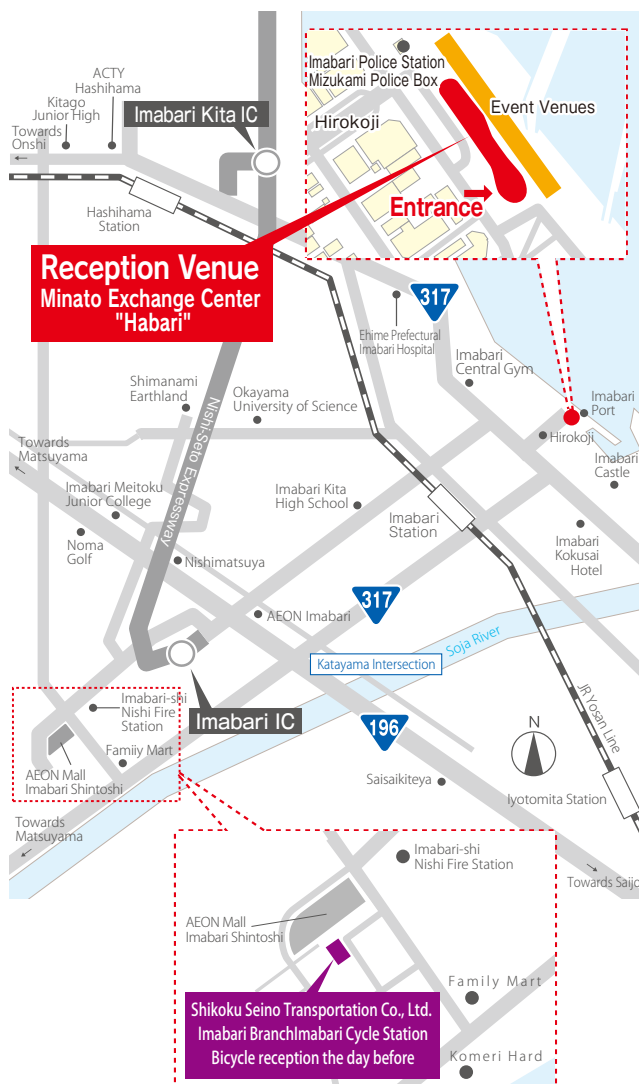 Imabari Police Station
Mizukami Police Box
Event Venues
Hirokoji
Entrance
ACTY
Hashihama
Kitago
Junior High
Towards
Onshi
Imabari Kita IC
Hashihama
Station
Reception Venue
Minato Exchange Center
"Habari"
317
Ehime Prefectural
Imabari Hospital
Imabari
Central Gym
Imabari
Port
Hirokoji
Imabari
Castle
Shimanami
Earthland
Okayama
University of Science
Nishi-Seto Expressway
Towards
Matsuyama
Imabari Meitoku
Junior College
Imabari Kita
High School
Imabari
Station
Noma
Golf
Nishimatsuya
Imabari
Kokusai
Hotel
AEON Imabari
317
Soja River
Katayama Intersection
JR Yosan Line
Imabari-shi
Nishi Fire
Station
Imabari IC
196
N
Famiiy Mart
AEON Mall
Imabari Shintoshi
Saisaikiteya
Iyotomita Station
Towards
Matsuyama
Towards Saijo
Imabari-shi
Nishi Fire Station
AEON Mall
Imabari Shintoshi
Shikoku Seino Transportation Co., Ltd.
Imabari BranchImabari Cycle Station
Bicycle reception the day before
Family Mart
Komeri Hard